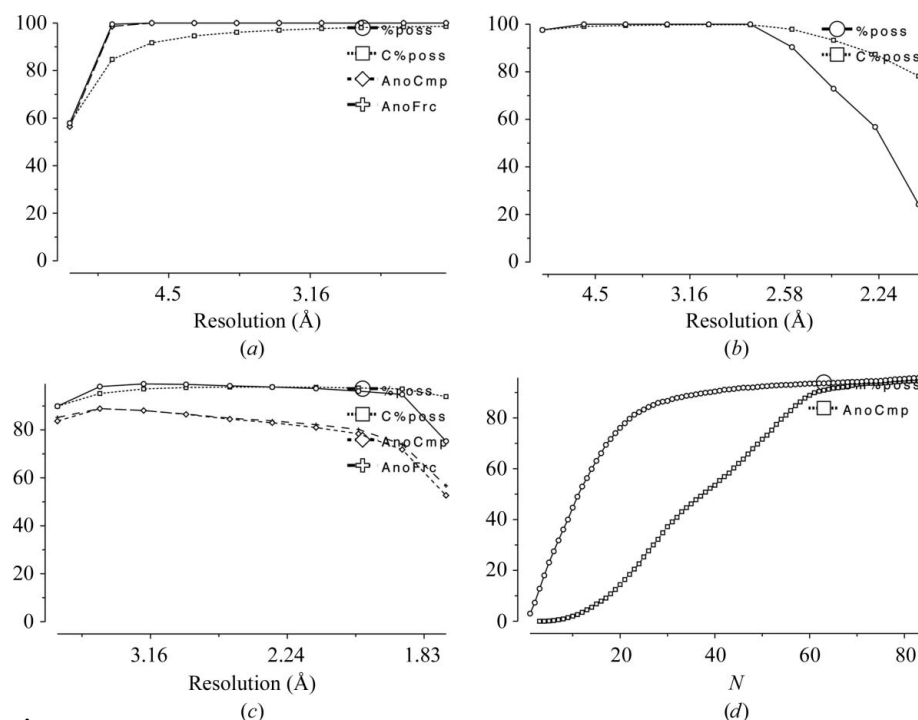 100
80
60
40
20
0
4.5
3.16
Resolution (Å)
(a)
%poss
C%poss
AnoCmp
AnoFrc
100
80
60
40
20
0
4.5
3.16
2.58
2.24
Resolution (Å)
(b)
%poss
C%poss
80
60
40
20
0
3.16
2.24
1.83
Resolution (Å)
(c)
%poss
C%poss
AnoCmp
AnoFrc
80
60
40
20
0
20
40
60
80
N
(d)
AnoCmp